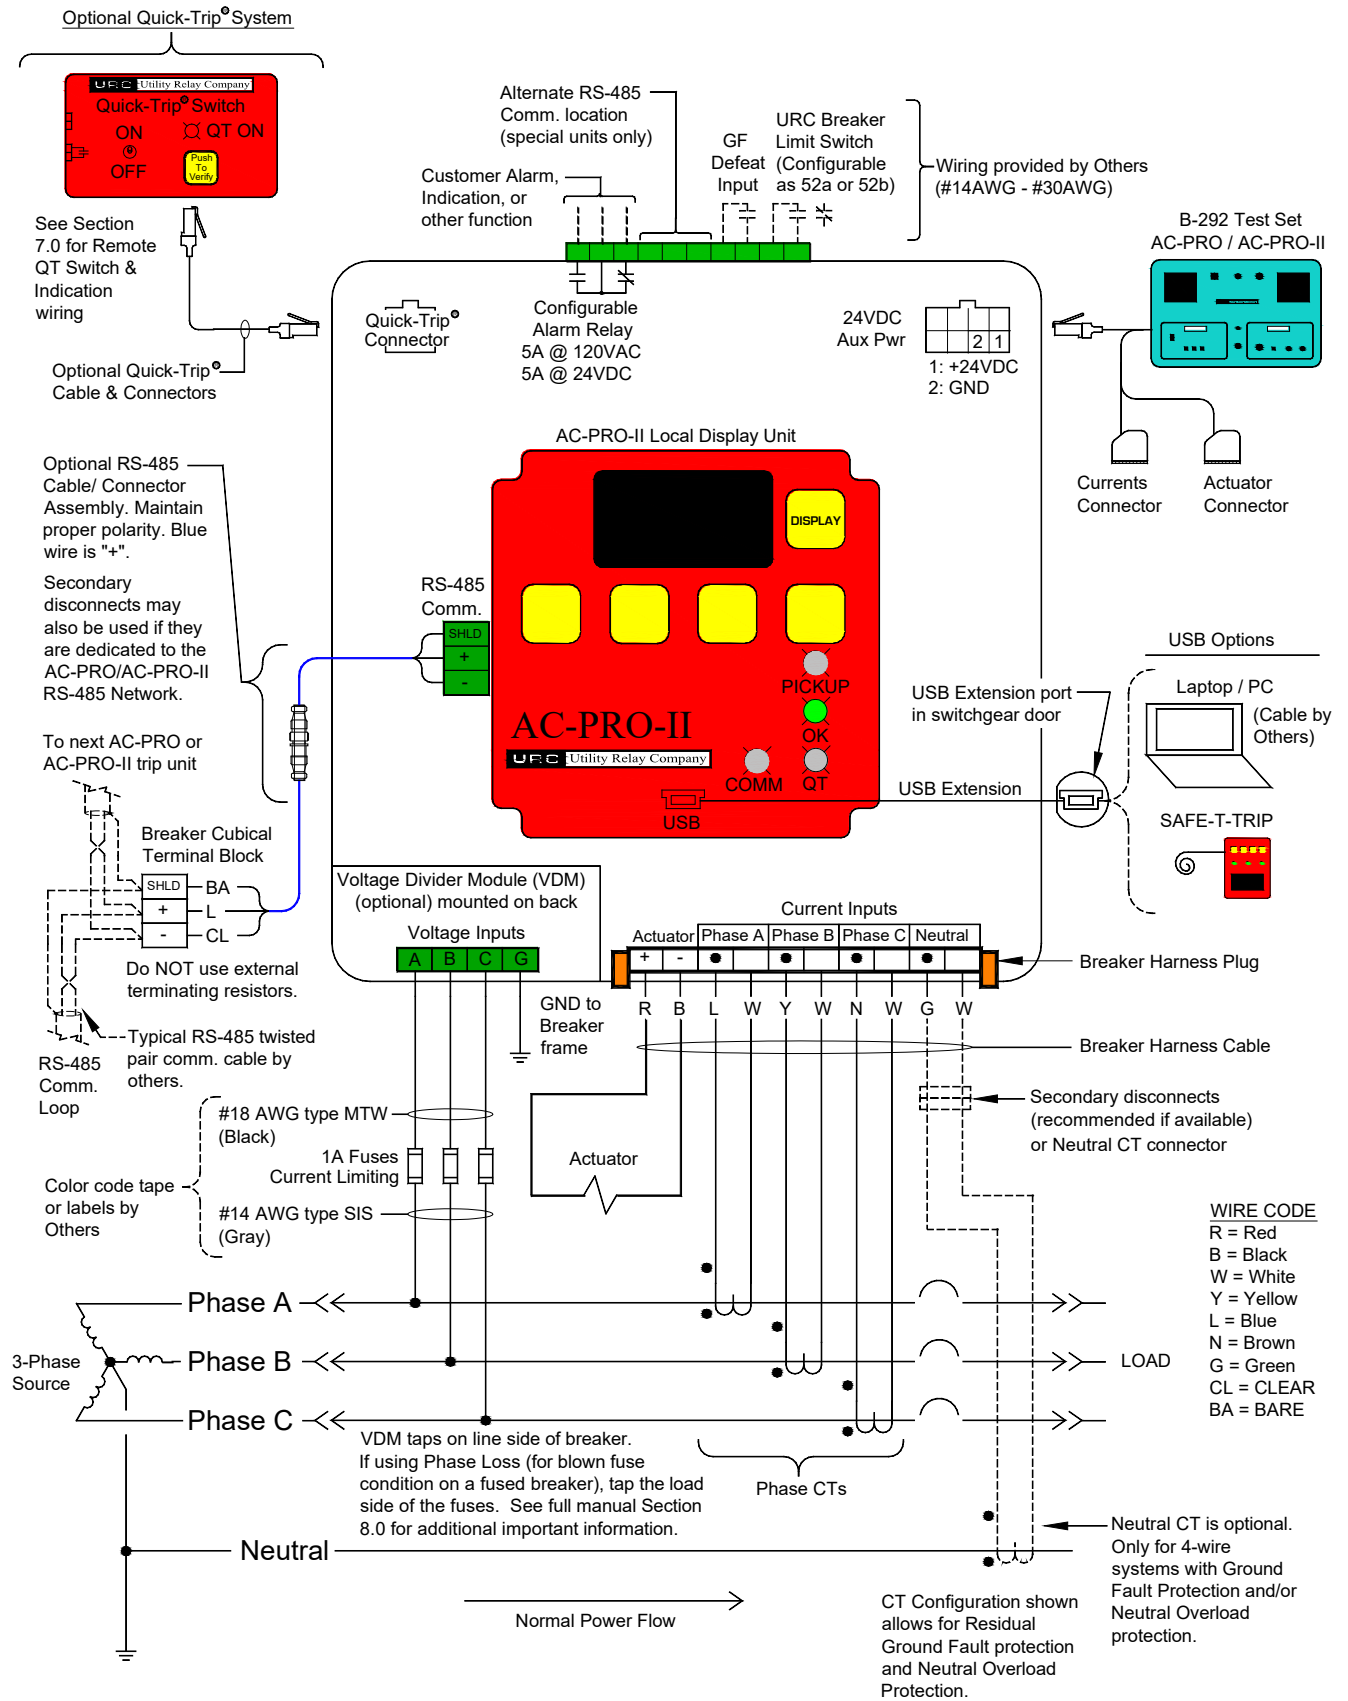 Optional Quick-Trip® System
URC Utility Relay Company
Quick-Trip® Switch
ON
QT ON
OFF
Push
To
Verify
See Section
7.0 for Remote
QT Switch &
Indication
wiring
Optional Quick-Trip®
Cable & Connectors
Alternate RS-485
Comm. location
(special units only)
Customer Alarm,
Indication, or
other function
GF
Defeat
Input
URC Breaker
Limit Switch
(Configurable
as 52a or 52b)
Wiring provided by Others
(#14AWG - #30AWG)
B-292 Test Set
AC-PRO / AC-PRO-II
Quick-Trip®
Connector
Configurable
Alarm Relay
5A @ 120VAC
5A @ 24VDC
24VDC
Aux Pwr
2 1
1: +24VDC
2: GND
Currents
Connector
Actuator
Connector
AC-PRO-II Local Display Unit
DISPLAY
PICKUP
OK
AC-PRO-II
URC Utility Relay Company
COMM
QT
USB
RS-485
Comm.
SHLD
+
-
Optional RS-485
Cable/ Connector
Assembly. Maintain
proper polarity. Blue
wire is "+".
Secondary
disconnects may
also be used if they
are dedicated to the
AC-PRO/AC-PRO-II
RS-485 Network.
To next AC-PRO or
AC-PRO-II trip unit
Breaker Cubical
Terminal Block
SHLD BA
+ L
- CL
Do NOT use external
terminating resistors.
Typical RS-485 twisted
pair comm. cable by
others.
RS-485
Comm.
Loop
USB Options
Laptop / PC
(Cable by
Others)
USB Extension port
in switchgear door
USB Extension
SAFE-T-TRIP
Voltage Divider Module (VDM)
(optional) mounted on back
Voltage Inputs
A B C G
GND to
Breaker
frame
Current Inputs
Actuator Phase A Phase B Phase C Neutral
+ -
R B L W Y W N W G W
Breaker Harness Plug
Breaker Harness Cable
Secondary disconnects
(recommended if available)
or Neutral CT connector
#18 AWG type MTW
(Black)
1A Fuses
Current Limiting
#14 AWG type SIS
(Gray)
Color code tape
or labels by
Others
Actuator
WIRE CODE
R = Red
B = Black
W = White
Y = Yellow
L = Blue
N = Brown
G = Green
CL = CLEAR
BA = BARE
3-Phase
Source
Phase A
Phase B
Phase C
LOAD
VDM taps on line side of breaker.
If using Phase Loss (for blown fuse
condition on a fused breaker), tap the load
side of the fuses. See full manual Section
8.0 for additional important information.
Phase CTs
Neutral
Normal Power Flow
Neutral CT is optional.
Only for 4-wire
systems with Ground
Fault Protection and/or
Neutral Overload
protection.
CT Configuration shown
allows for Residual
Ground Fault protection
and Neutral Overload
Protection.